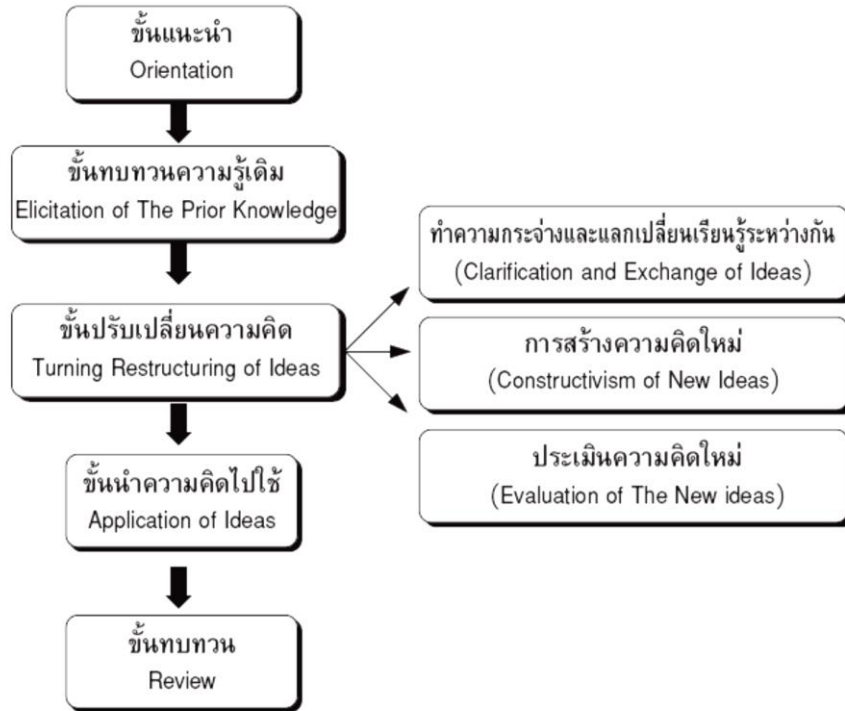 ขั้นแนะนำ
Orientation
ขั้นทบทวนความรู้เดิม
Elicitation of The Prior Knowledge
ขั้นปรับเปลี่ยนความคิด
Turning Restructuring of Ideas
ทำความกระจ่างและแลกเปลี่ยนเรียนรู้ระหว่างกัน
(Clarification and Exchange of Ideas)
การสร้างความคิดใหม่
(Constructivism of New Ideas)
ประเมินความคิดใหม่
(Evaluation of The New ideas)
ขั้นนำความคิดไปใช้
Application of Ideas
ขั้นทบทวน
Review